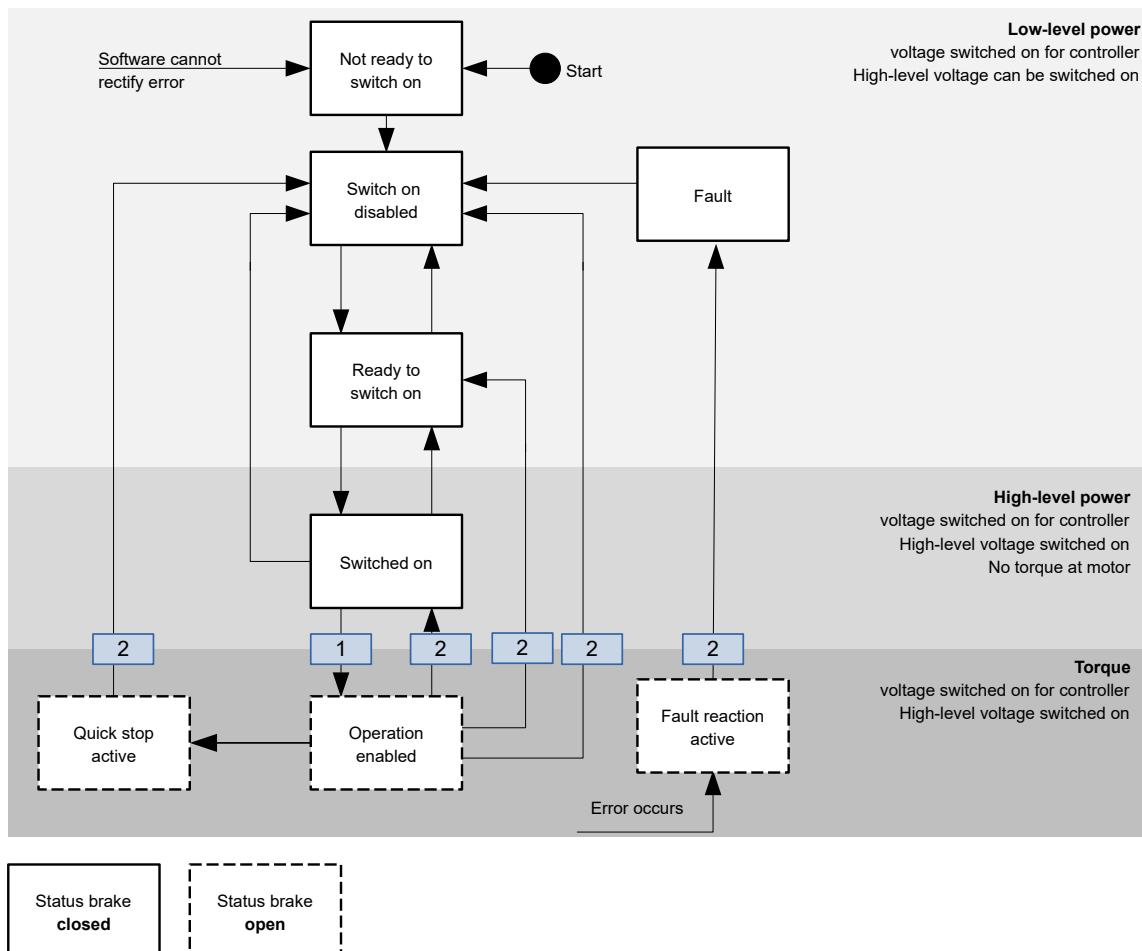 Low-level power
voltage switched on for controller
High-level voltage can be switched on
Software cannot
rectify error
Not ready to
switch on
Start
Switch on
disabled
Fault
Ready to
switch on
High-level power
voltage switched on for controller
High-level voltage switched on
No torque at motor
Switched on
2
1
2
2
2
2
Torque
voltage switched on for controller
High-level voltage switched on
Quick stop
active
Operation
enabled
Fault reaction
active
Error occurs
Status brake
closed
Status brake
open